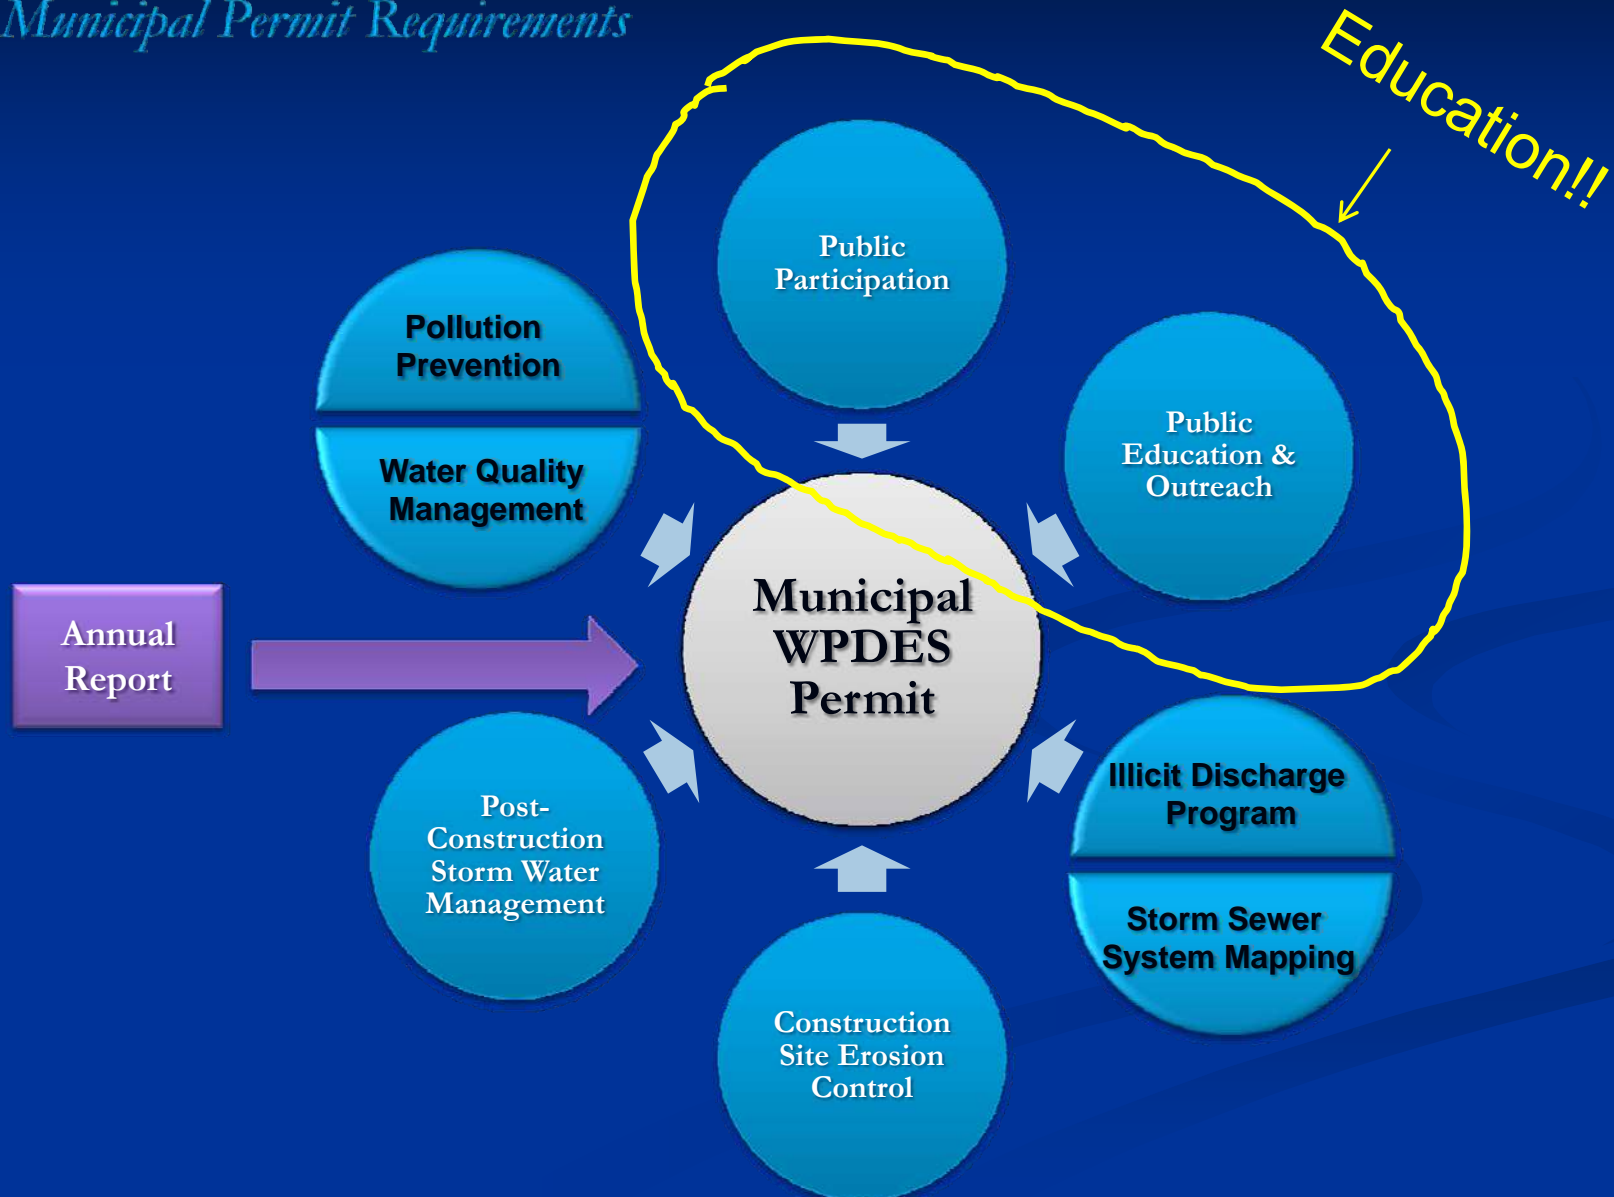 Municipal Permit Requirements
Education!!
Public
Participation
Pollution
Prevention
Water Quality
Management
Public
Education &
Outreach
Municipal
WPDES
Permit
Annual
Report
Illicit Discharge
Program
Storm Sewer
System Mapping
Post-
Construction
Storm Water
Management
Construction
Site Erosion
Control